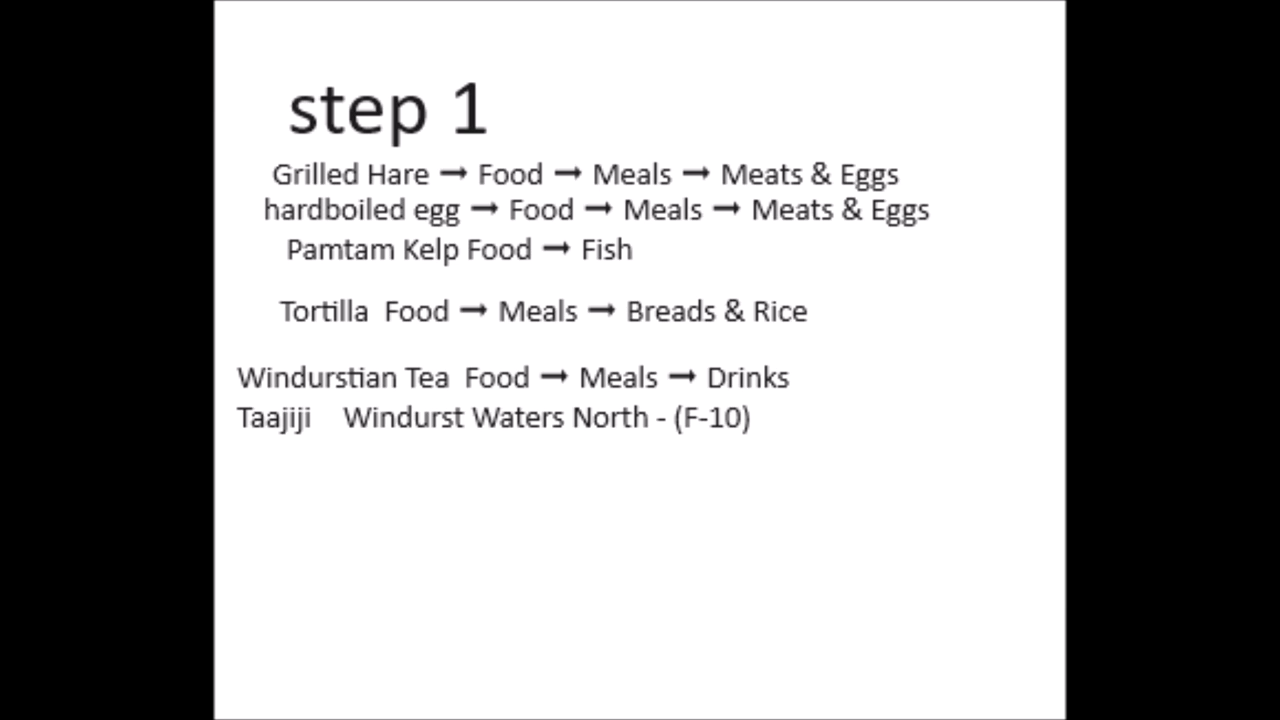 step 1
Grilled Hare ➞ Food ➞ Meals ➞ Meats & Eggs
hardboiled egg ➞ Food ➞ Meals ➞ Meats & Eggs
Pamtam Kelp Food ➞ Fish
Tortilla Food ➞ Meals ➞ Breads & Rice
Windurstian Tea Food ➞ Meals ➞ Drinks
Taajiji Windurst Waters North - (F-10)